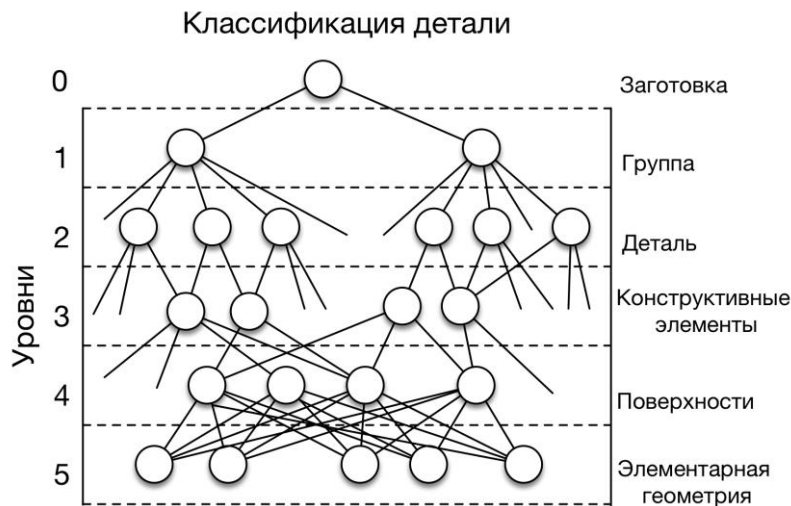 Классификация детали
0
Заготовка
1
Группа
2
Деталь
Уровни
3
Конструктивные
элементы
4
Поверхности
5
Элементарная
геометрия